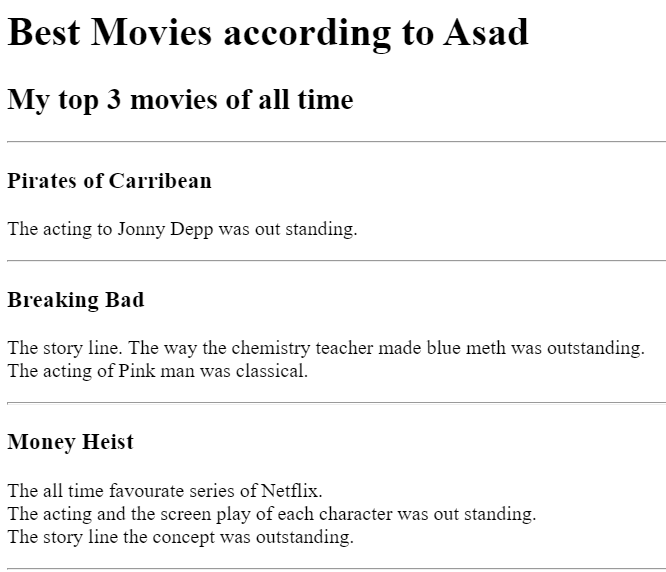 Best Movies according to Asad
My top 3 movies of all time
Pirates of Carribean
The acting to Jonny Depp was out standing.
Breaking Bad
The story line. The way the chemistry teacher made blue meth was outstanding.
The acting of Pink man was classical.
Money Heist
The all time favourate series of Netflix.
The acting and the screen play of each character was out standing.
The story line the concept was outstanding.